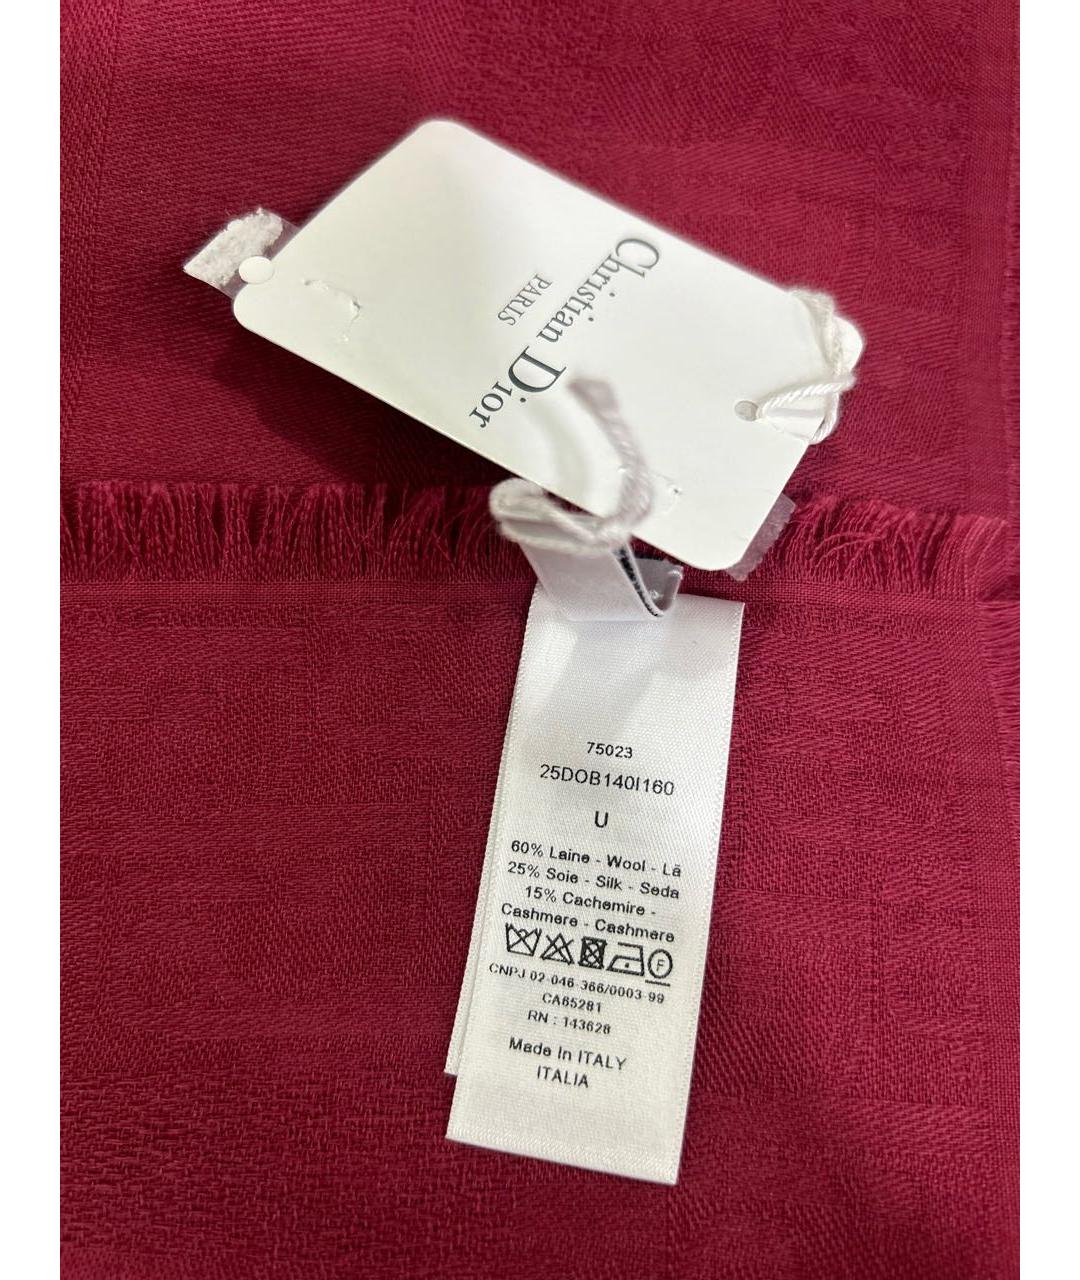 Christian Dior
PARIS
75023
25DOB140I160
U
60% Laine - Wool - Lã
25% Soie - Silk - Seda
15% Cachemire -
Cashmere - Cashmere
F
CNPJ 02-046-366/0003-99
CA65281
RN : 143628
Made In ITALY
ITALIA